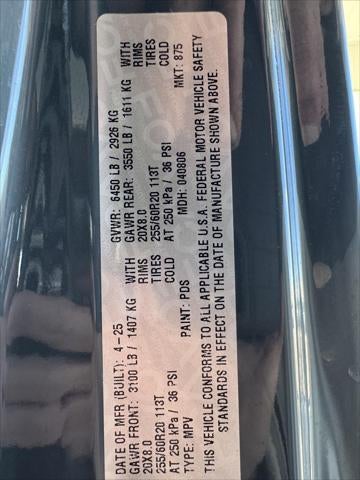 DATE OF MFR (BUILT): 4-25 GVWR: 6450 LB / 2926 KG
GAWR FRONT: 3100 LB / 1407 KG WITH GAWR REAR: 3550 LB / 1611 KG WITH
20X8.0 RIMS 20X8.0 RIMS
255/60R20 113T TIRES 255/60R20 113T TIRES
AT 250 kPa / 36 PSI COLD AT 250 kPa / 36 PSI COLD
TYPE: MPV PAINT: PDS MDH: 040806 MKT: 875
THIS VEHICLE CONFORMS TO ALL APPLICABLE U.S.A. FEDERAL MOTOR VEHICLE SAFETY
STANDARDS IN EFFECT ON THE DATE OF MANUFACTURE SHOWN ABOVE.